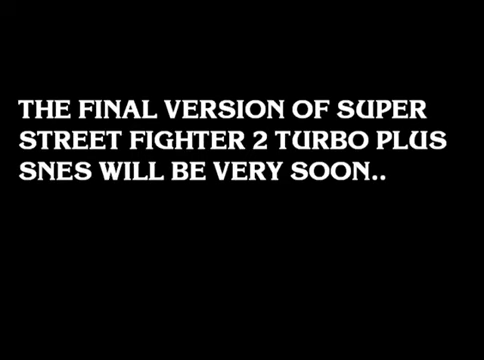 THE FINAL VERSION OF SUPER
STREET FIGHTER 2 TURBO PLUS
SNES WILL BE VERY SOON..